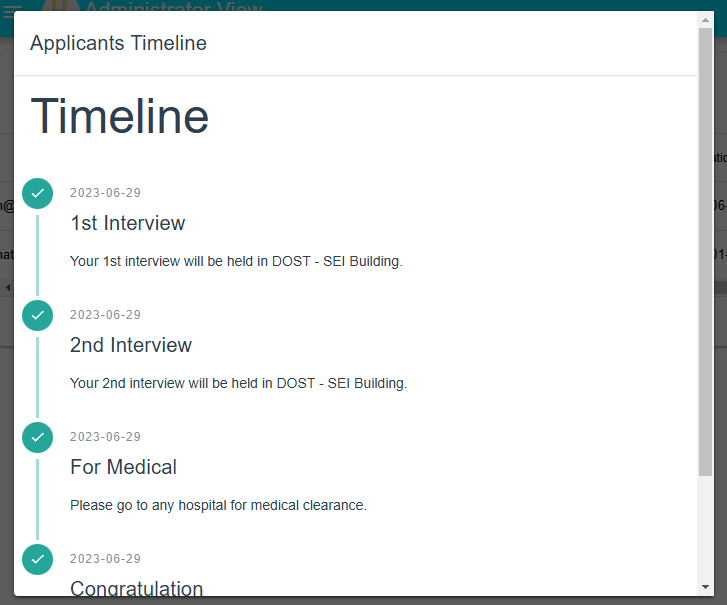 Administrator View
Applicants Timeline
Timeline
2023-06-29
1st Interview
Your 1st interview will be held in DOST - SEI Building.
2023-06-29
2nd Interview
Your 2nd interview will be held in DOST - SEI Building.
2023-06-29
For Medical
Please go to any hospital for medical clearance.
2023-06-29
Congratulation